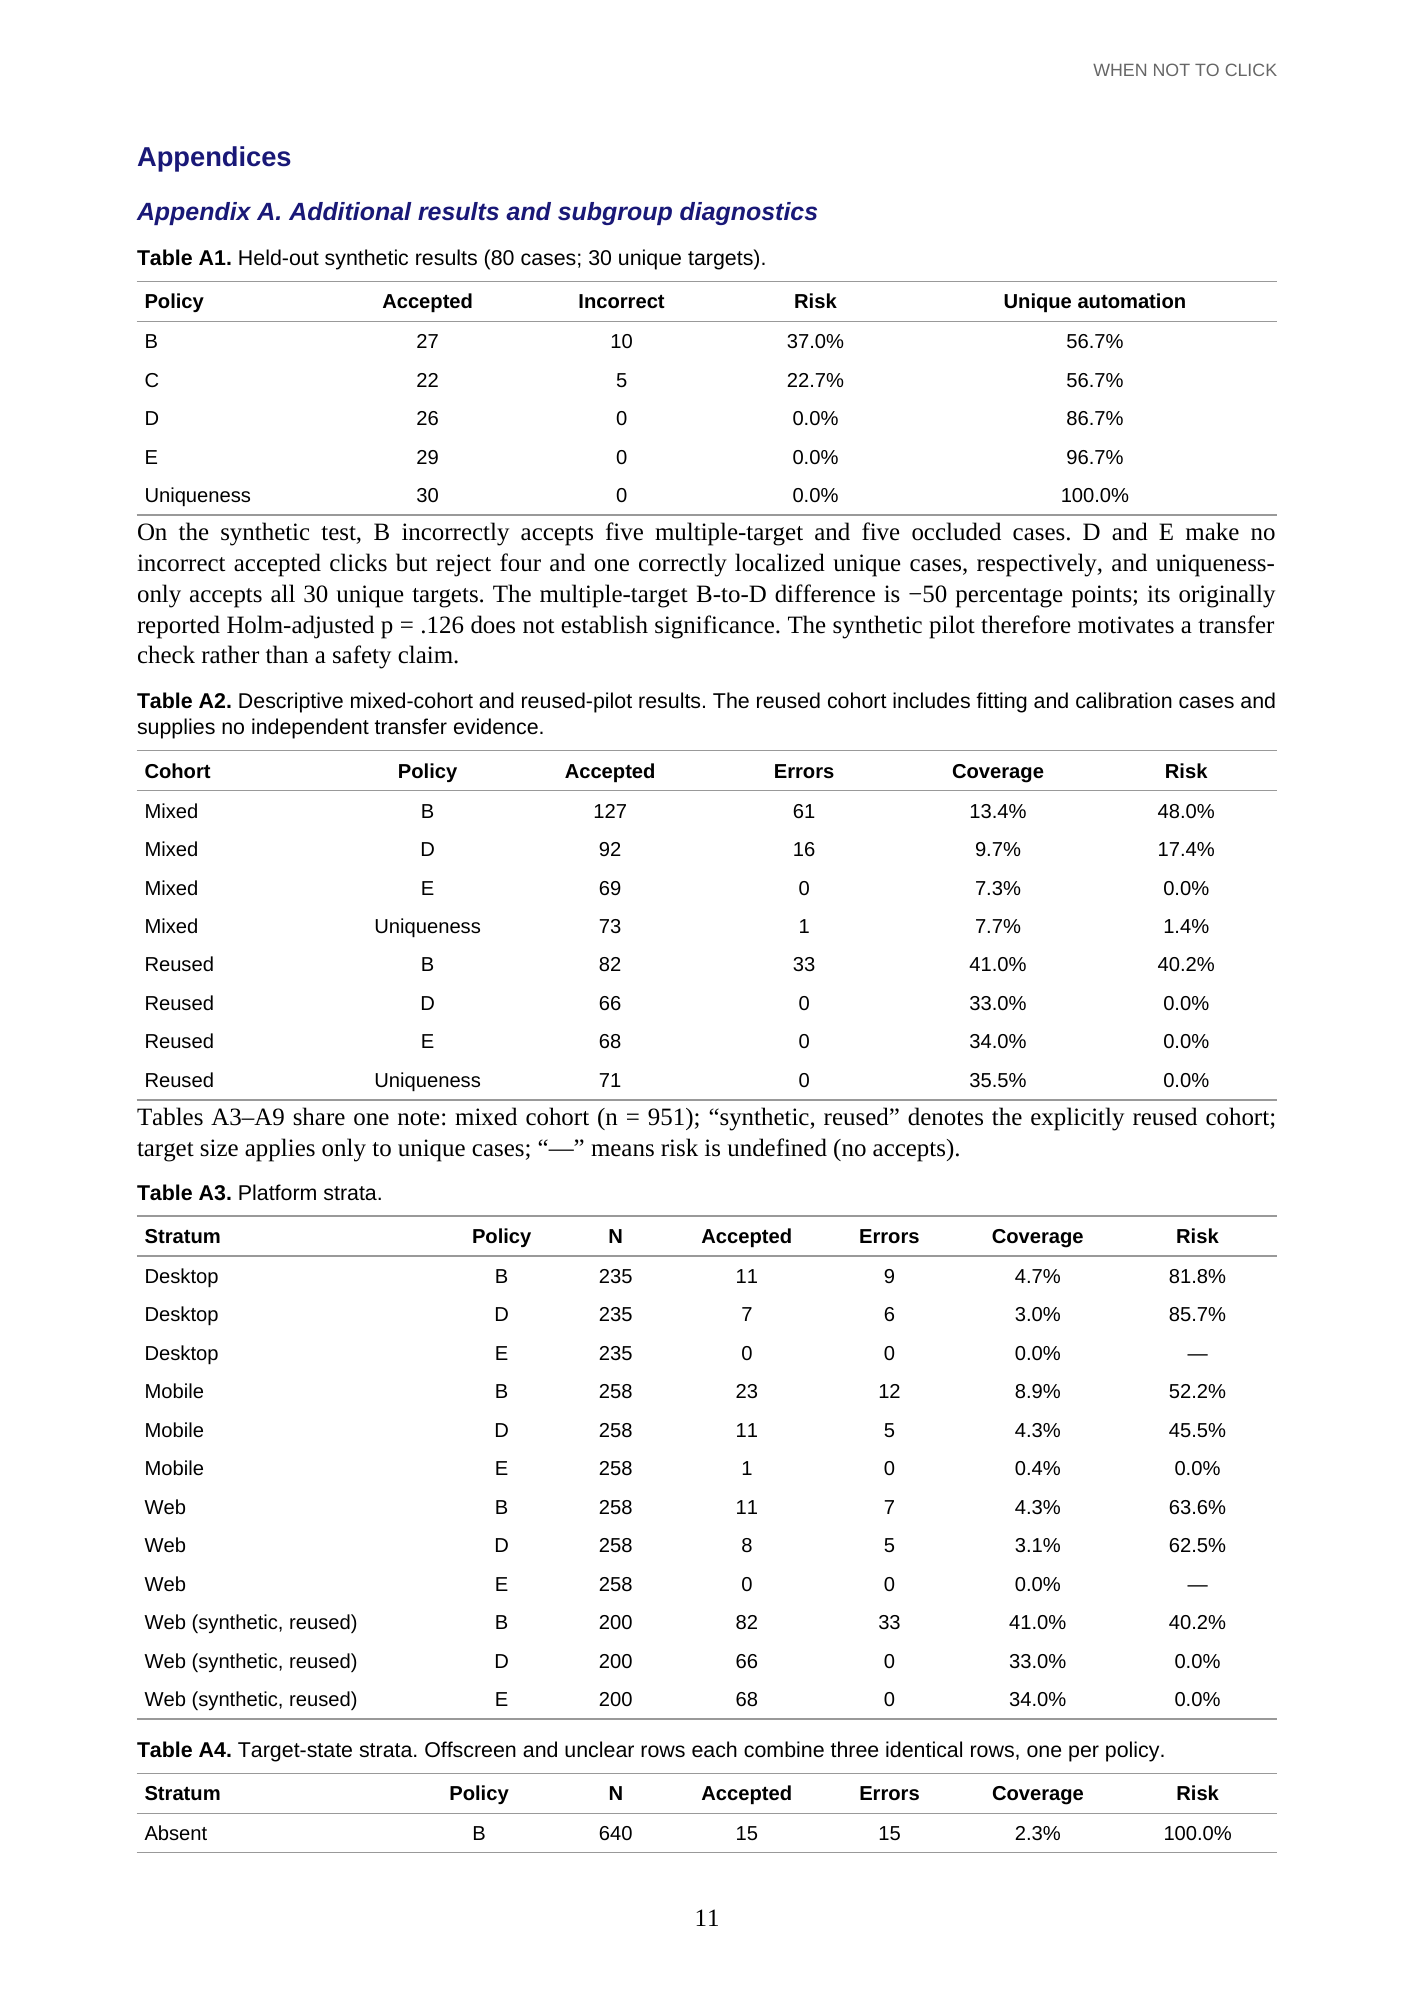 WHEN NOT TO CLICK
Appendices
Appendix A. Additional results and subgroup diagnostics
Table A1. Held-out synthetic results (80 cases; 30 unique targets).
Policy Accepted Incorrect Risk Unique automation
B 27 10 37.0% 56.7%
C 22 5 22.7% 56.7%
D 26 0 0.0% 86.7%
E 29 0 0.0% 96.7%
Uniqueness 30 0 0.0% 100.0%
On the synthetic test, B incorrectly accepts five multiple-target and five occluded cases. D and E make no
incorrect accepted clicks but reject four and one correctly localized unique cases, respectively, and uniqueness-
only accepts all 30 unique targets. The multiple-target B-to-D difference is −50 percentage points; its originally
reported Holm-adjusted p = .126 does not establish significance. The synthetic pilot therefore motivates a transfer
check rather than a safety claim.
Table A2. Descriptive mixed-cohort and reused-pilot results. The reused cohort includes fitting and calibration cases and
supplies no independent transfer evidence.
Cohort Policy Accepted Errors Coverage Risk
Mixed B 127 61 13.4% 48.0%
Mixed D 92 16 9.7% 17.4%
Mixed E 69 0 7.3% 0.0%
Mixed Uniqueness 73 1 7.7% 1.4%
Reused B 82 33 41.0% 40.2%
Reused D 66 0 33.0% 0.0%
Reused E 68 0 34.0% 0.0%
Reused Uniqueness 71 0 35.5% 0.0%
Tables A3–A9 share one note: mixed cohort (n = 951); “synthetic, reused” denotes the explicitly reused cohort;
target size applies only to unique cases; “—” means risk is undefined (no accepts).
Table A3. Platform strata.
Stratum Policy N Accepted Errors Coverage Risk
Desktop B 235 11 9 4.7% 81.8%
Desktop D 235 7 6 3.0% 85.7%
Desktop E 235 0 0 0.0% —
Mobile B 258 23 12 8.9% 52.2%
Mobile D 258 11 5 4.3% 45.5%
Mobile E 258 1 0 0.4% 0.0%
Web B 258 11 7 4.3% 63.6%
Web D 258 8 5 3.1% 62.5%
Web E 258 0 0 0.0% —
Web (synthetic, reused) B 200 82 33 41.0% 40.2%
Web (synthetic, reused) D 200 66 0 33.0% 0.0%
Web (synthetic, reused) E 200 68 0 34.0% 0.0%
Table A4. Target-state strata. Offscreen and unclear rows each combine three identical rows, one per policy.
Stratum Policy N Accepted Errors Coverage Risk
Absent B 640 15 15 2.3% 100.0%
11